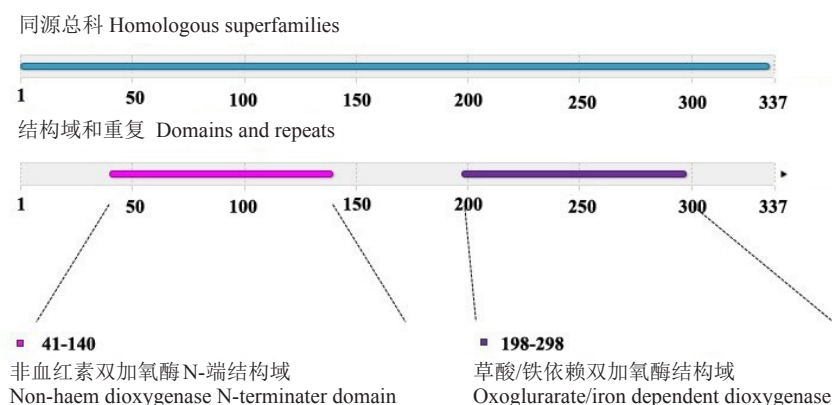 同源总科 Homologous superfamilies
1 50 100 150 200 250 300 337
结构域和重复 Domains and repeats
1 50 100 150 200 250 300 337
41-140
非血红素双加氧酶N-端结构域
Non-haem dioxygenase N-terminater domain
198-298
草酸/铁依赖双加氧酶结构域
Oxoglurarate/iron dependent dioxygenase